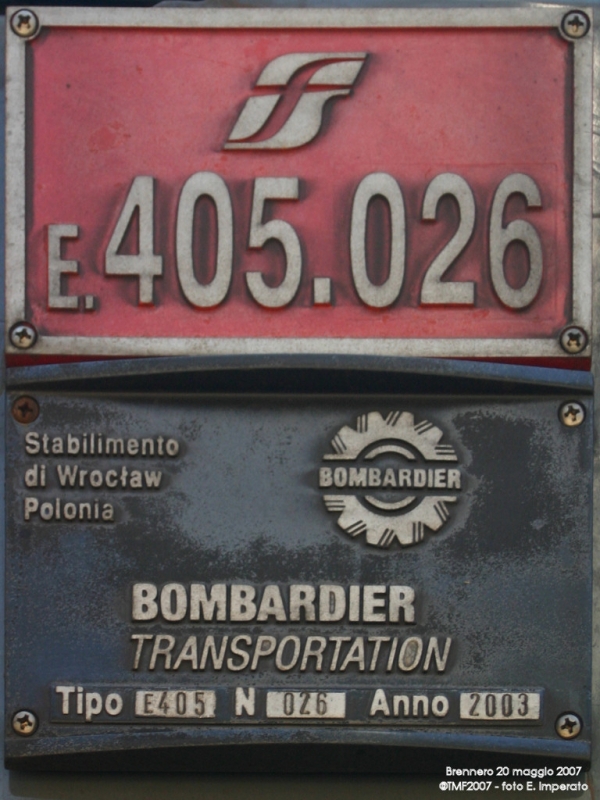 E.405.026
Stabilimento
di Wrocław
Polonia
BOMBARDIER
BOMBARDIER
TRANSPORTATION
Tipo E405 N 026 Anno 2003
Brennero 20 maggio 2007
©TMF2007 - foto E. Imperato